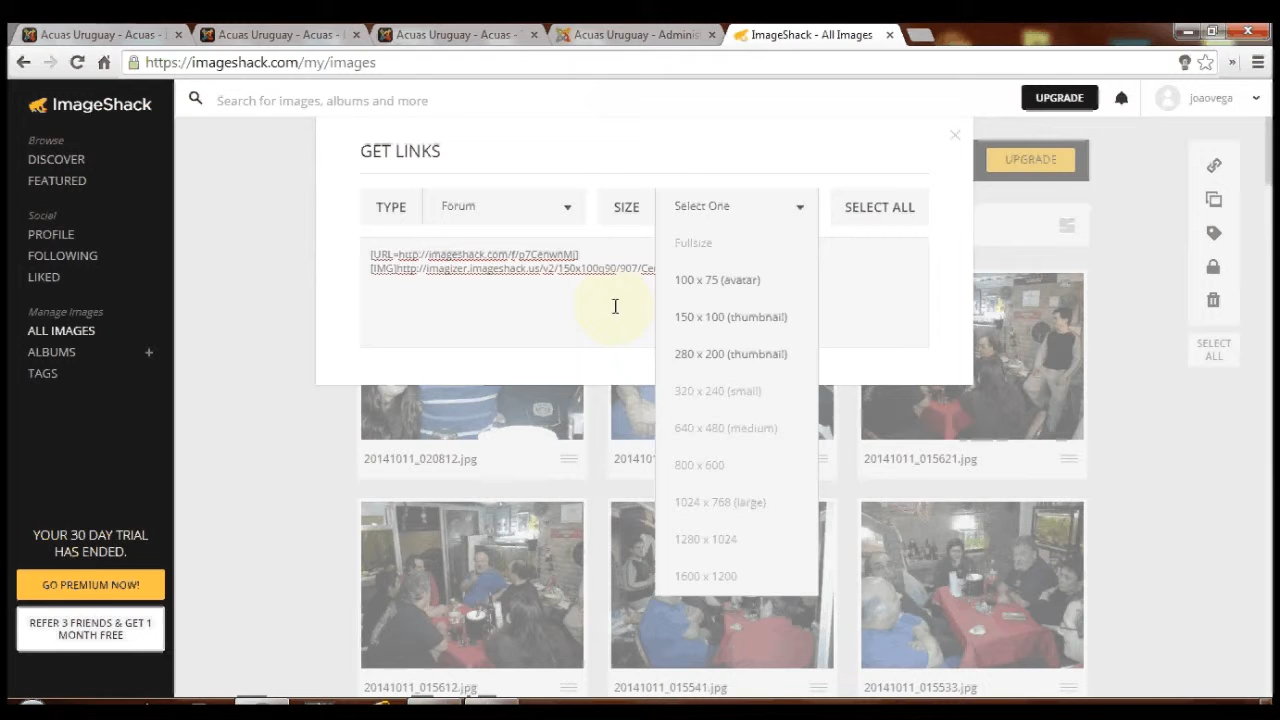 Acuas Uruguay - Acuas -
Acuas Uruguay - Acuas -
Acuas Uruguay - Acuas -
Acuas Uruguay - Adminis
ImageShack - All Images
https://imageshack.com/my/images
ImageShack
Search for images, albums and more
UPGRADE
joaovega
Browse
DISCOVER
FEATURED
Social
PROFILE
FOLLOWING
LIKED
Manage Images
ALL IMAGES
ALBUMS +
TAGS
YOUR 30 DAY TRIAL
HAS ENDED.
GO PREMIUM NOW!
REFER 3 FRIENDS & GET 1
MONTH FREE
GET LINKS
UPGRADE
TYPE
Forum
SIZE
Select One
SELECT ALL
[URL=http://imageshack.com/f/p7CenwnMj]
[IMG]http://imagizer.imageshack.us/v2/150x100q90/907/Ce
Fullsize
100 x 75 (avatar)
150 x 100 (thumbnail)
280 x 200 (thumbnail)
320 x 240 (small)
640 x 480 (medium)
800 x 600
1024 x 768 (large)
1280 x 1024
1600 x 1200
SELECT
ALL
20141011_020812.jpg
201410
20141011_015621.jpg
20141011_015612.jpg
20141011_015541.jpg
20141011_015533.jpg